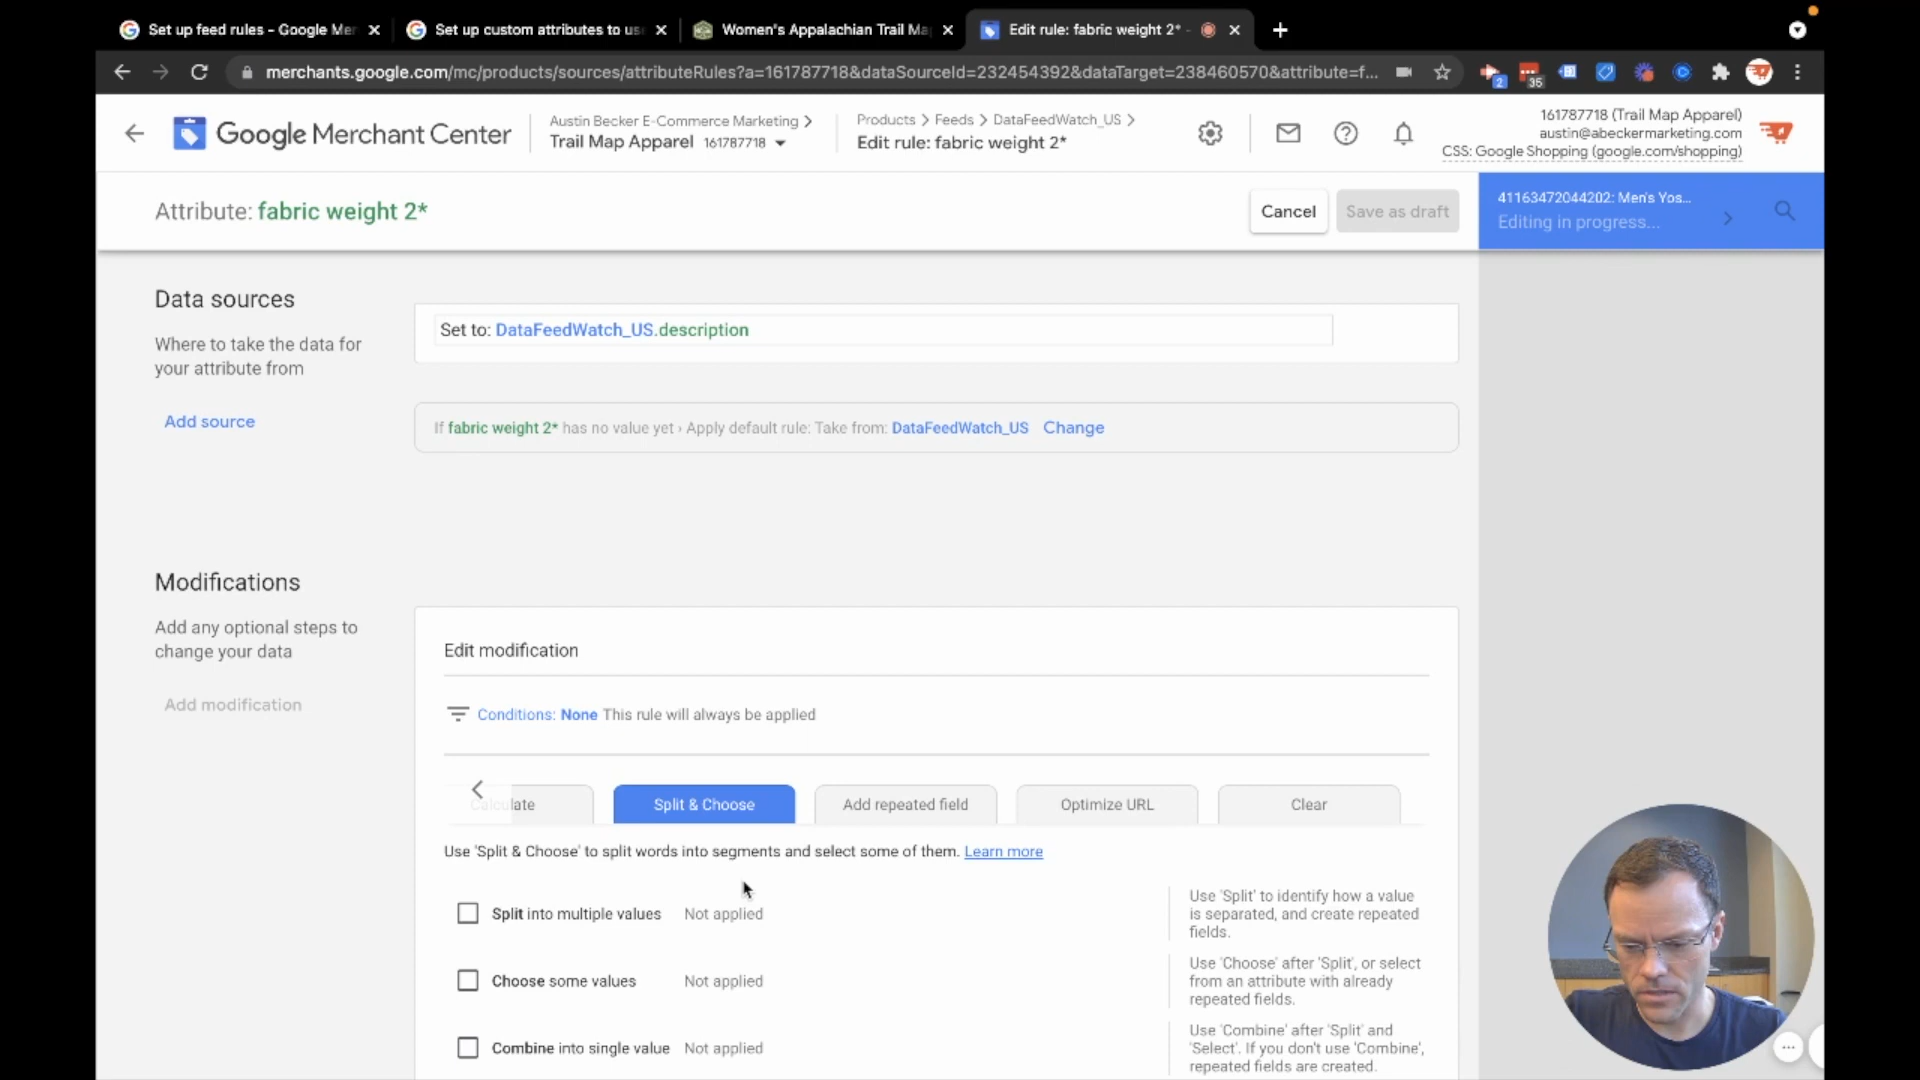 Set up feed rules - Google Mer
Set up custom attributes to us
Women's Appalachian Trail Ma
Edit rule: fabric weight 2* -
merchants.google.com/mc/products/sources/attributeRules?a=161787718&dataSourceId=232454392&dataTarget=238460570&attribute=f...
2
35
Google Merchant Center
Austin Becker E-Commerce Marketing
Trail Map Apparel 161787718
Products > Feeds > DataFeedWatch_US >
Edit rule: fabric weight 2*
161787718 (Trail Map Apparel)
austin@abeckermarketing.com
CSS: Google Shopping (google.com/shopping)
Attribute: fabric weight 2*
Cancel
Save as draft
41163472044202: Men's Yos...
Editing in progress...
Data sources
Where to take the data for
your attribute from
Add source
Set to: DataFeedWatch_US.description
If fabric weight 2* has no value yet › Apply default rule: Take from: DataFeedWatch_US Change
Modifications
Add any optional steps to
change your data
Add modification
Edit modification
Conditions: None This rule will always be applied
Calculate
Split & Choose
Add repeated field
Optimize URL
Clear
Use 'Split & Choose' to split words into segments and select some of them. Learn more
Split into multiple values Not applied
Use 'Split' to identify how a value
is separated, and create repeated
fields.
Choose some values Not applied
Use 'Choose' after 'Split', or select
from an attribute with already
repeated fields.
Combine into single value Not applied
Use 'Combine' after 'Split' and
'Select'. If you don't use 'Combine',
repeated fields are created.